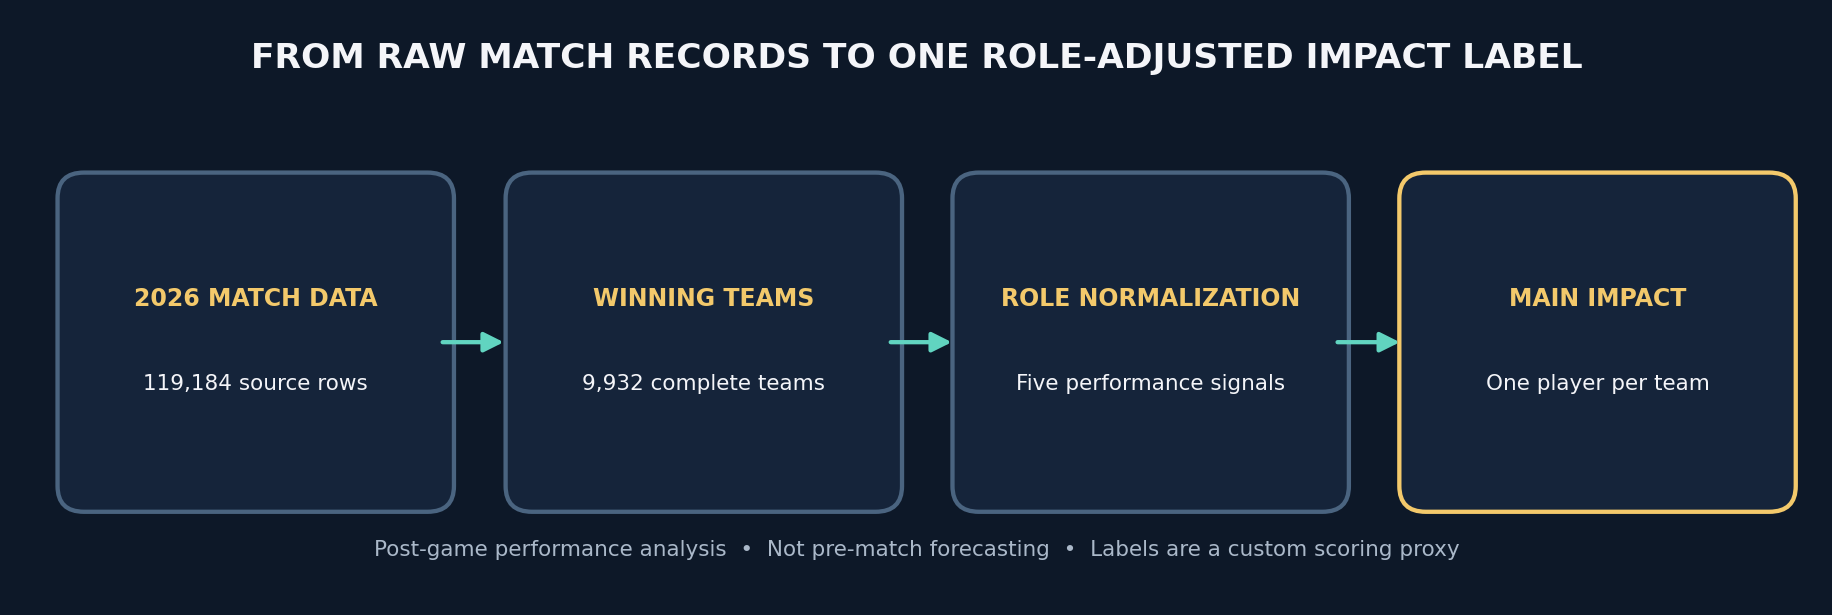 FROM RAW MATCH RECORDS TO ONE ROLE-ADJUSTED IMPACT LABEL
2026 MATCH DATA
119,184 source rows
WINNING TEAMS
9,932 complete teams
ROLE NORMALIZATION
Five performance signals
MAIN IMPACT
One player per team
Post-game performance analysis • Not pre-match forecasting • Labels are a custom scoring proxy